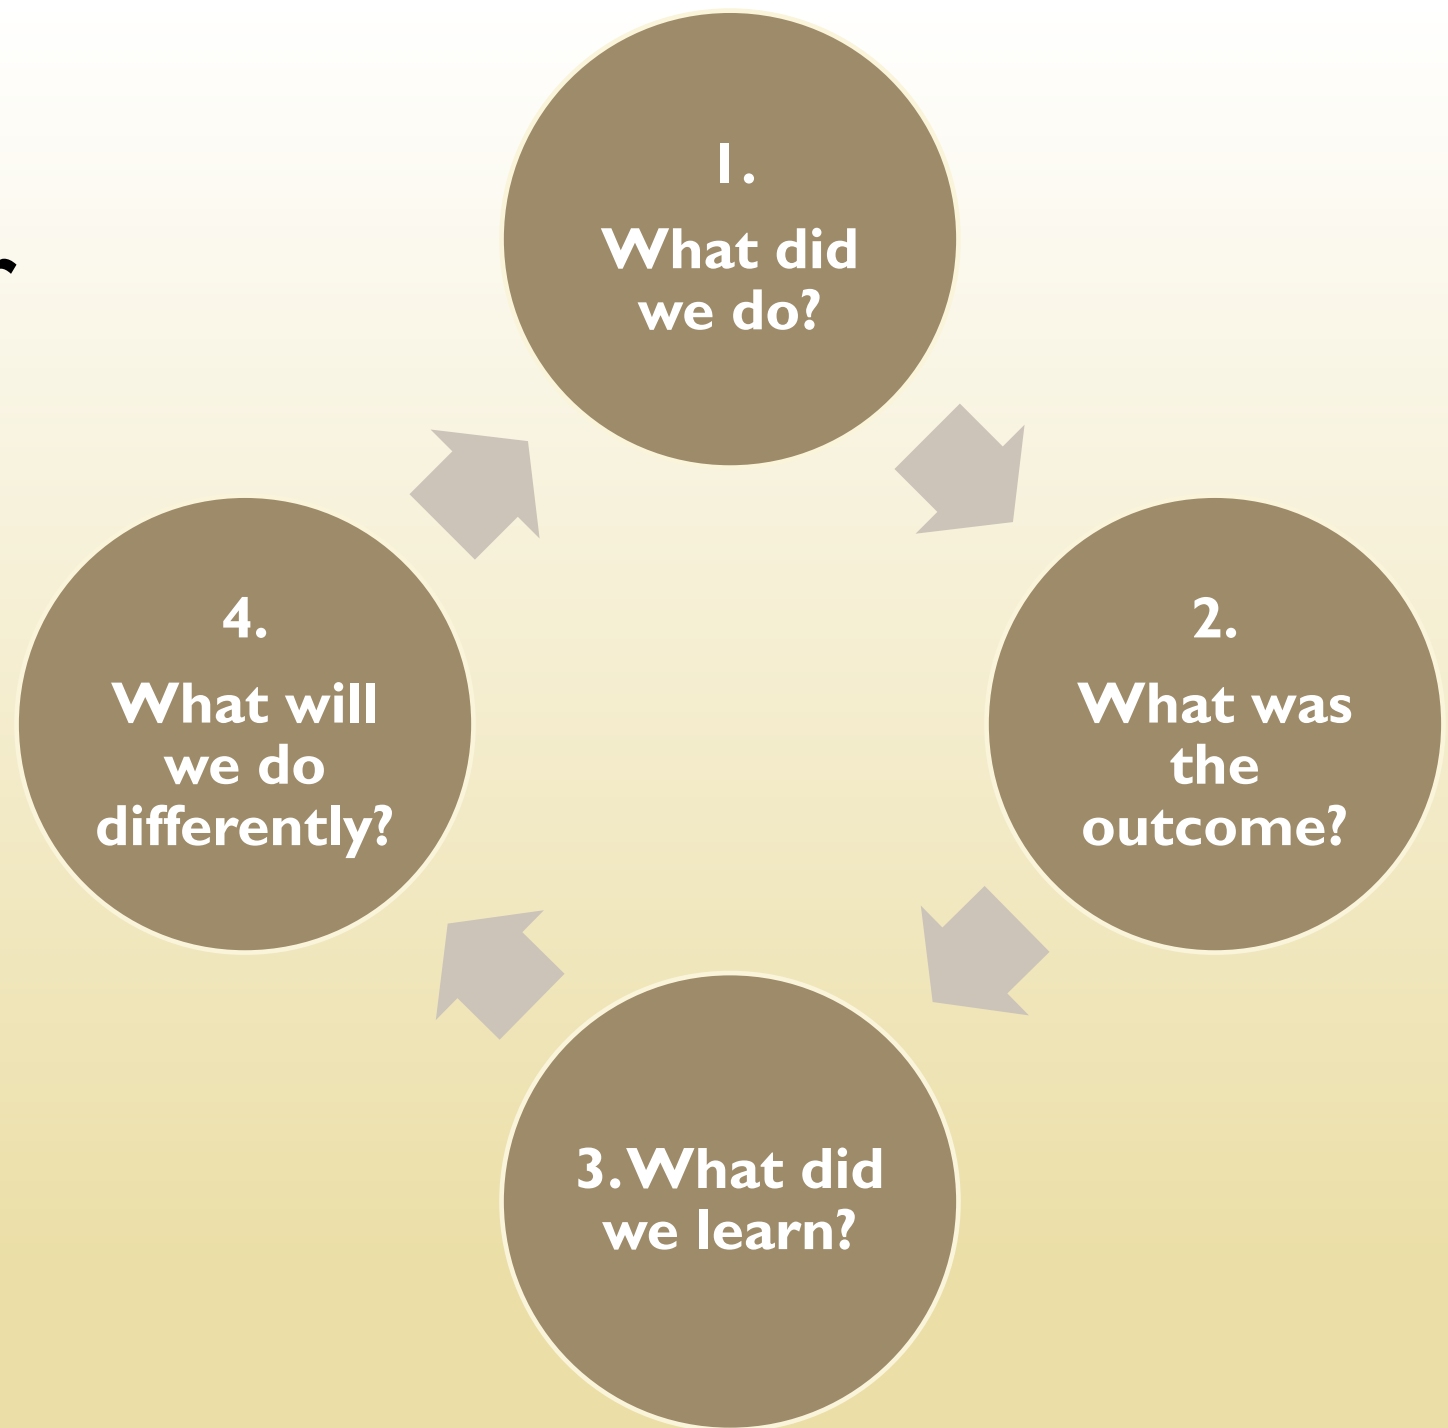 1.
What did
we do?
2.
What was
the
outcome?
3. What did
we learn?
4.
What will
we do
differently?